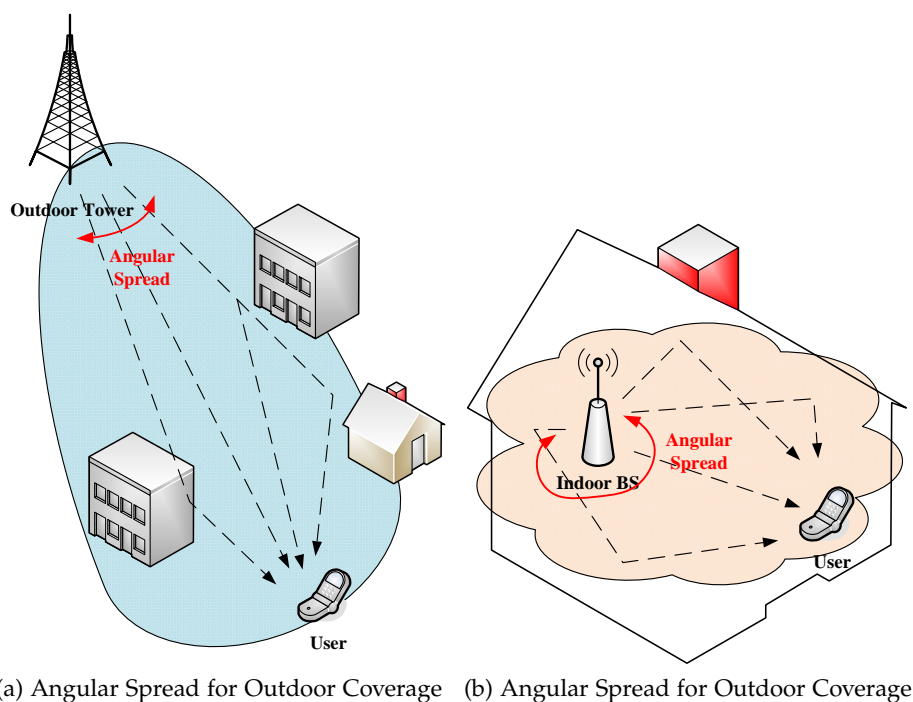 Outdoor Tower
Angular
Spread
User
Angular
Spread
Indoor BS
User
(a) Angular Spread for Outdoor Coverage
(b) Angular Spread for Outdoor Coverage